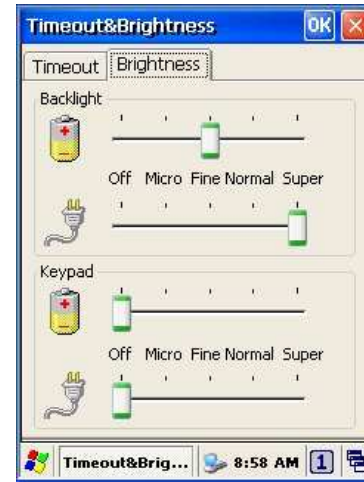 Timeout&Brightness OK
Timeout Brightness
Backlight
Off Micro Fine Normal Super
Keypad
Off Micro Fine Normal Super
Timeout&Brig... 8:58 AM 1